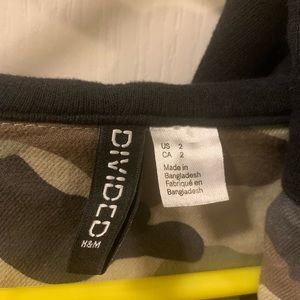 DIVIDED
H&M
US 2
CA 2
Made in
Bangladesh
Fabriqué en
Bangladesh